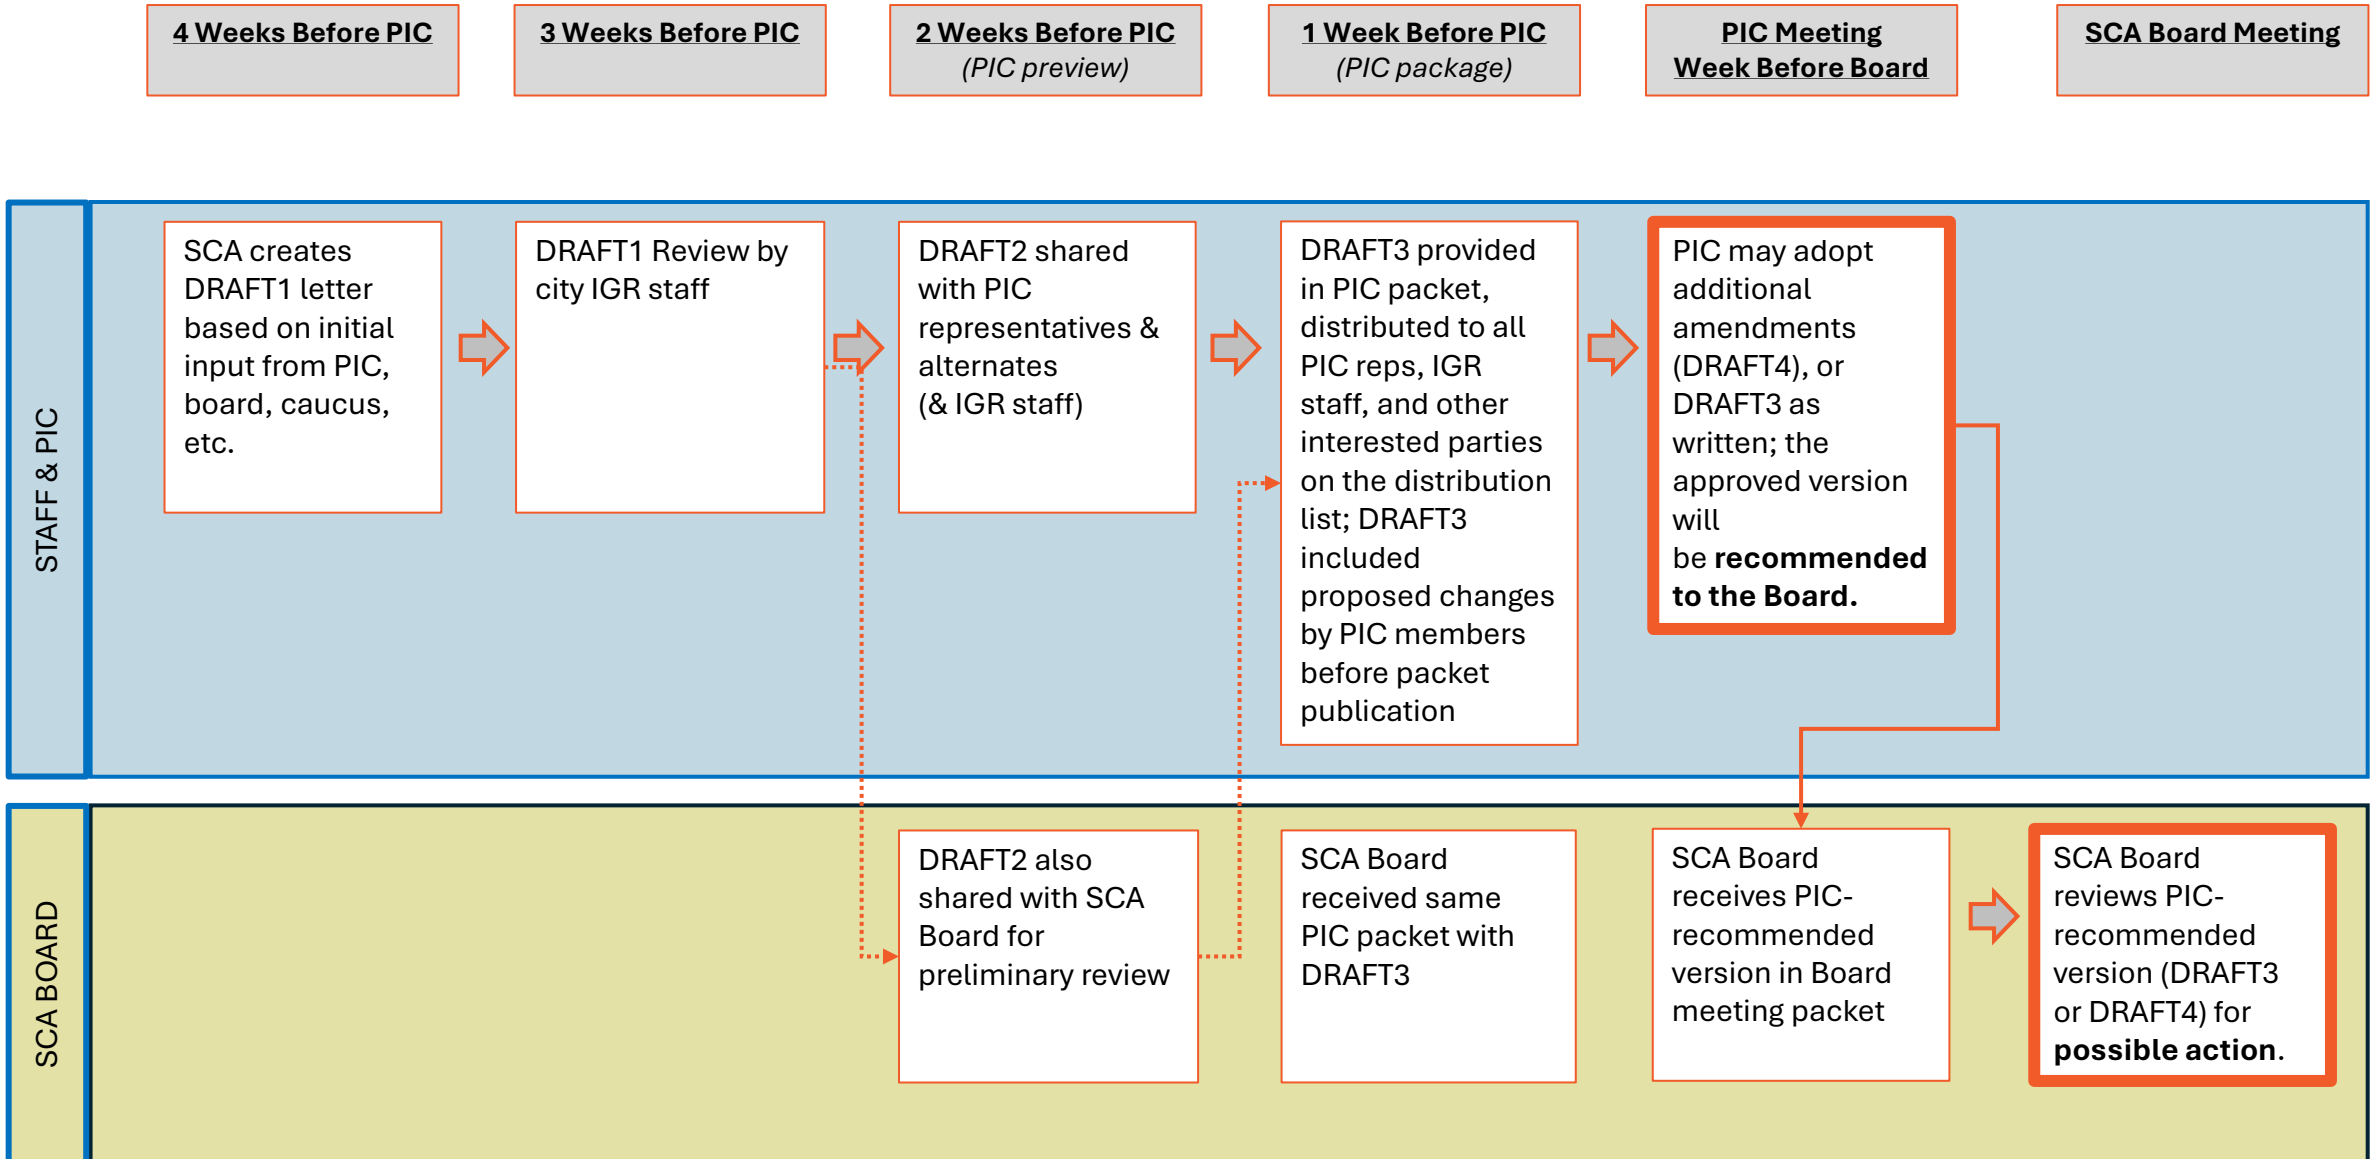 4 Weeks Before PIC
3 Weeks Before PIC
2 Weeks Before PIC
(PIC preview)
1 Week Before PIC
(PIC package)
PIC Meeting
Week Before Board
SCA Board Meeting
STAFF & PIC
SCA creates
DRAFT1 letter
based on initial
input from PIC,
board, caucus,
etc.
DRAFT1 Review by
city IGR staff
DRAFT2 shared
with PIC
representatives &
alternates
(& IGR staff)
DRAFT3 provided
in PIC packet,
distributed to all
PIC reps, IGR
staff, and other
interested parties
on the distribution
list; DRAFT3
included
proposed changes
by PIC members
before packet
publication
PIC may adopt
additional
amendments
(DRAFT4), or
DRAFT3 as
written; the
approved version
will
be recommended
to the Board.
SCA BOARD
DRAFT2 also
shared with SCA
Board for
preliminary review
SCA Board
received same
PIC packet with
DRAFT3
SCA Board
receives PIC-
recommended
version in Board
meeting packet
SCA Board
reviews PIC-
recommended
version (DRAFT3
or DRAFT4) for
possible action.